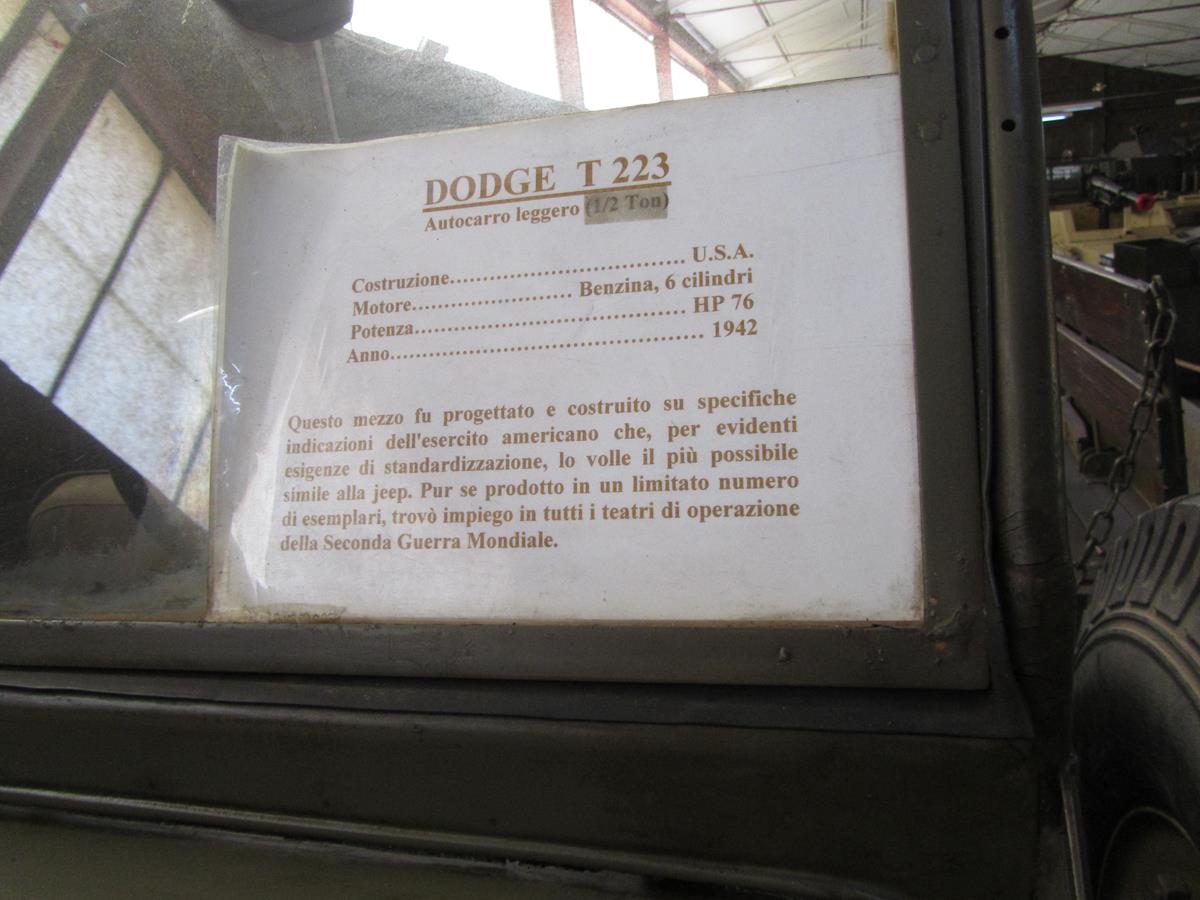 DODGE T 223
Autocarro leggero (1/2 Ton)
Costruzione.................................... U.S.A.
Motore......................... Benzina, 6 cilindri
Potenza.......................................... HP 76
Anno................................................. 1942
Questo mezzo fu progettato e costruito su specifiche
indicazioni dell'esercito americano che, per evidenti
esigenze di standardizzazione, lo volle il più possibile
simile alla jeep. Pur se prodotto in un limitato numero
di esemplari, trovò impiego in tutti i teatri di operazione
della Seconda Guerra Mondiale.